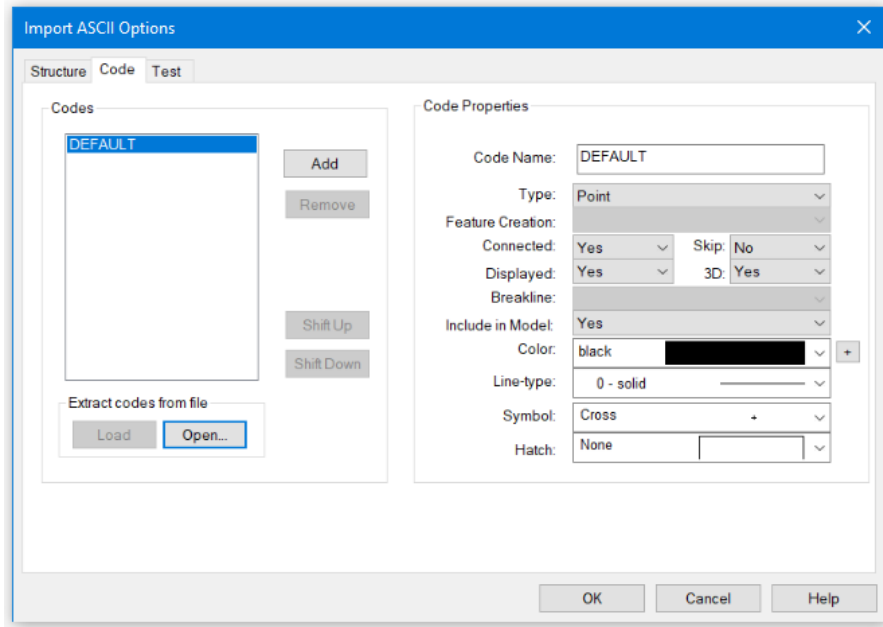 Import ASCII Options
Structure Code Test
Codes
DEFAULT
Add
Remove
Shift Up
Shift Down
Extract codes from file
Load Open...
Code Properties
Code Name: DEFAULT
Type: Point
Feature Creation:
Connected: Yes Skip: No
Displayed: Yes 3D: Yes
Breakline:
Include in Model: Yes
Color: black +
Line-type: 0 - solid
Symbol: Cross +
Hatch: None
OK Cancel Help